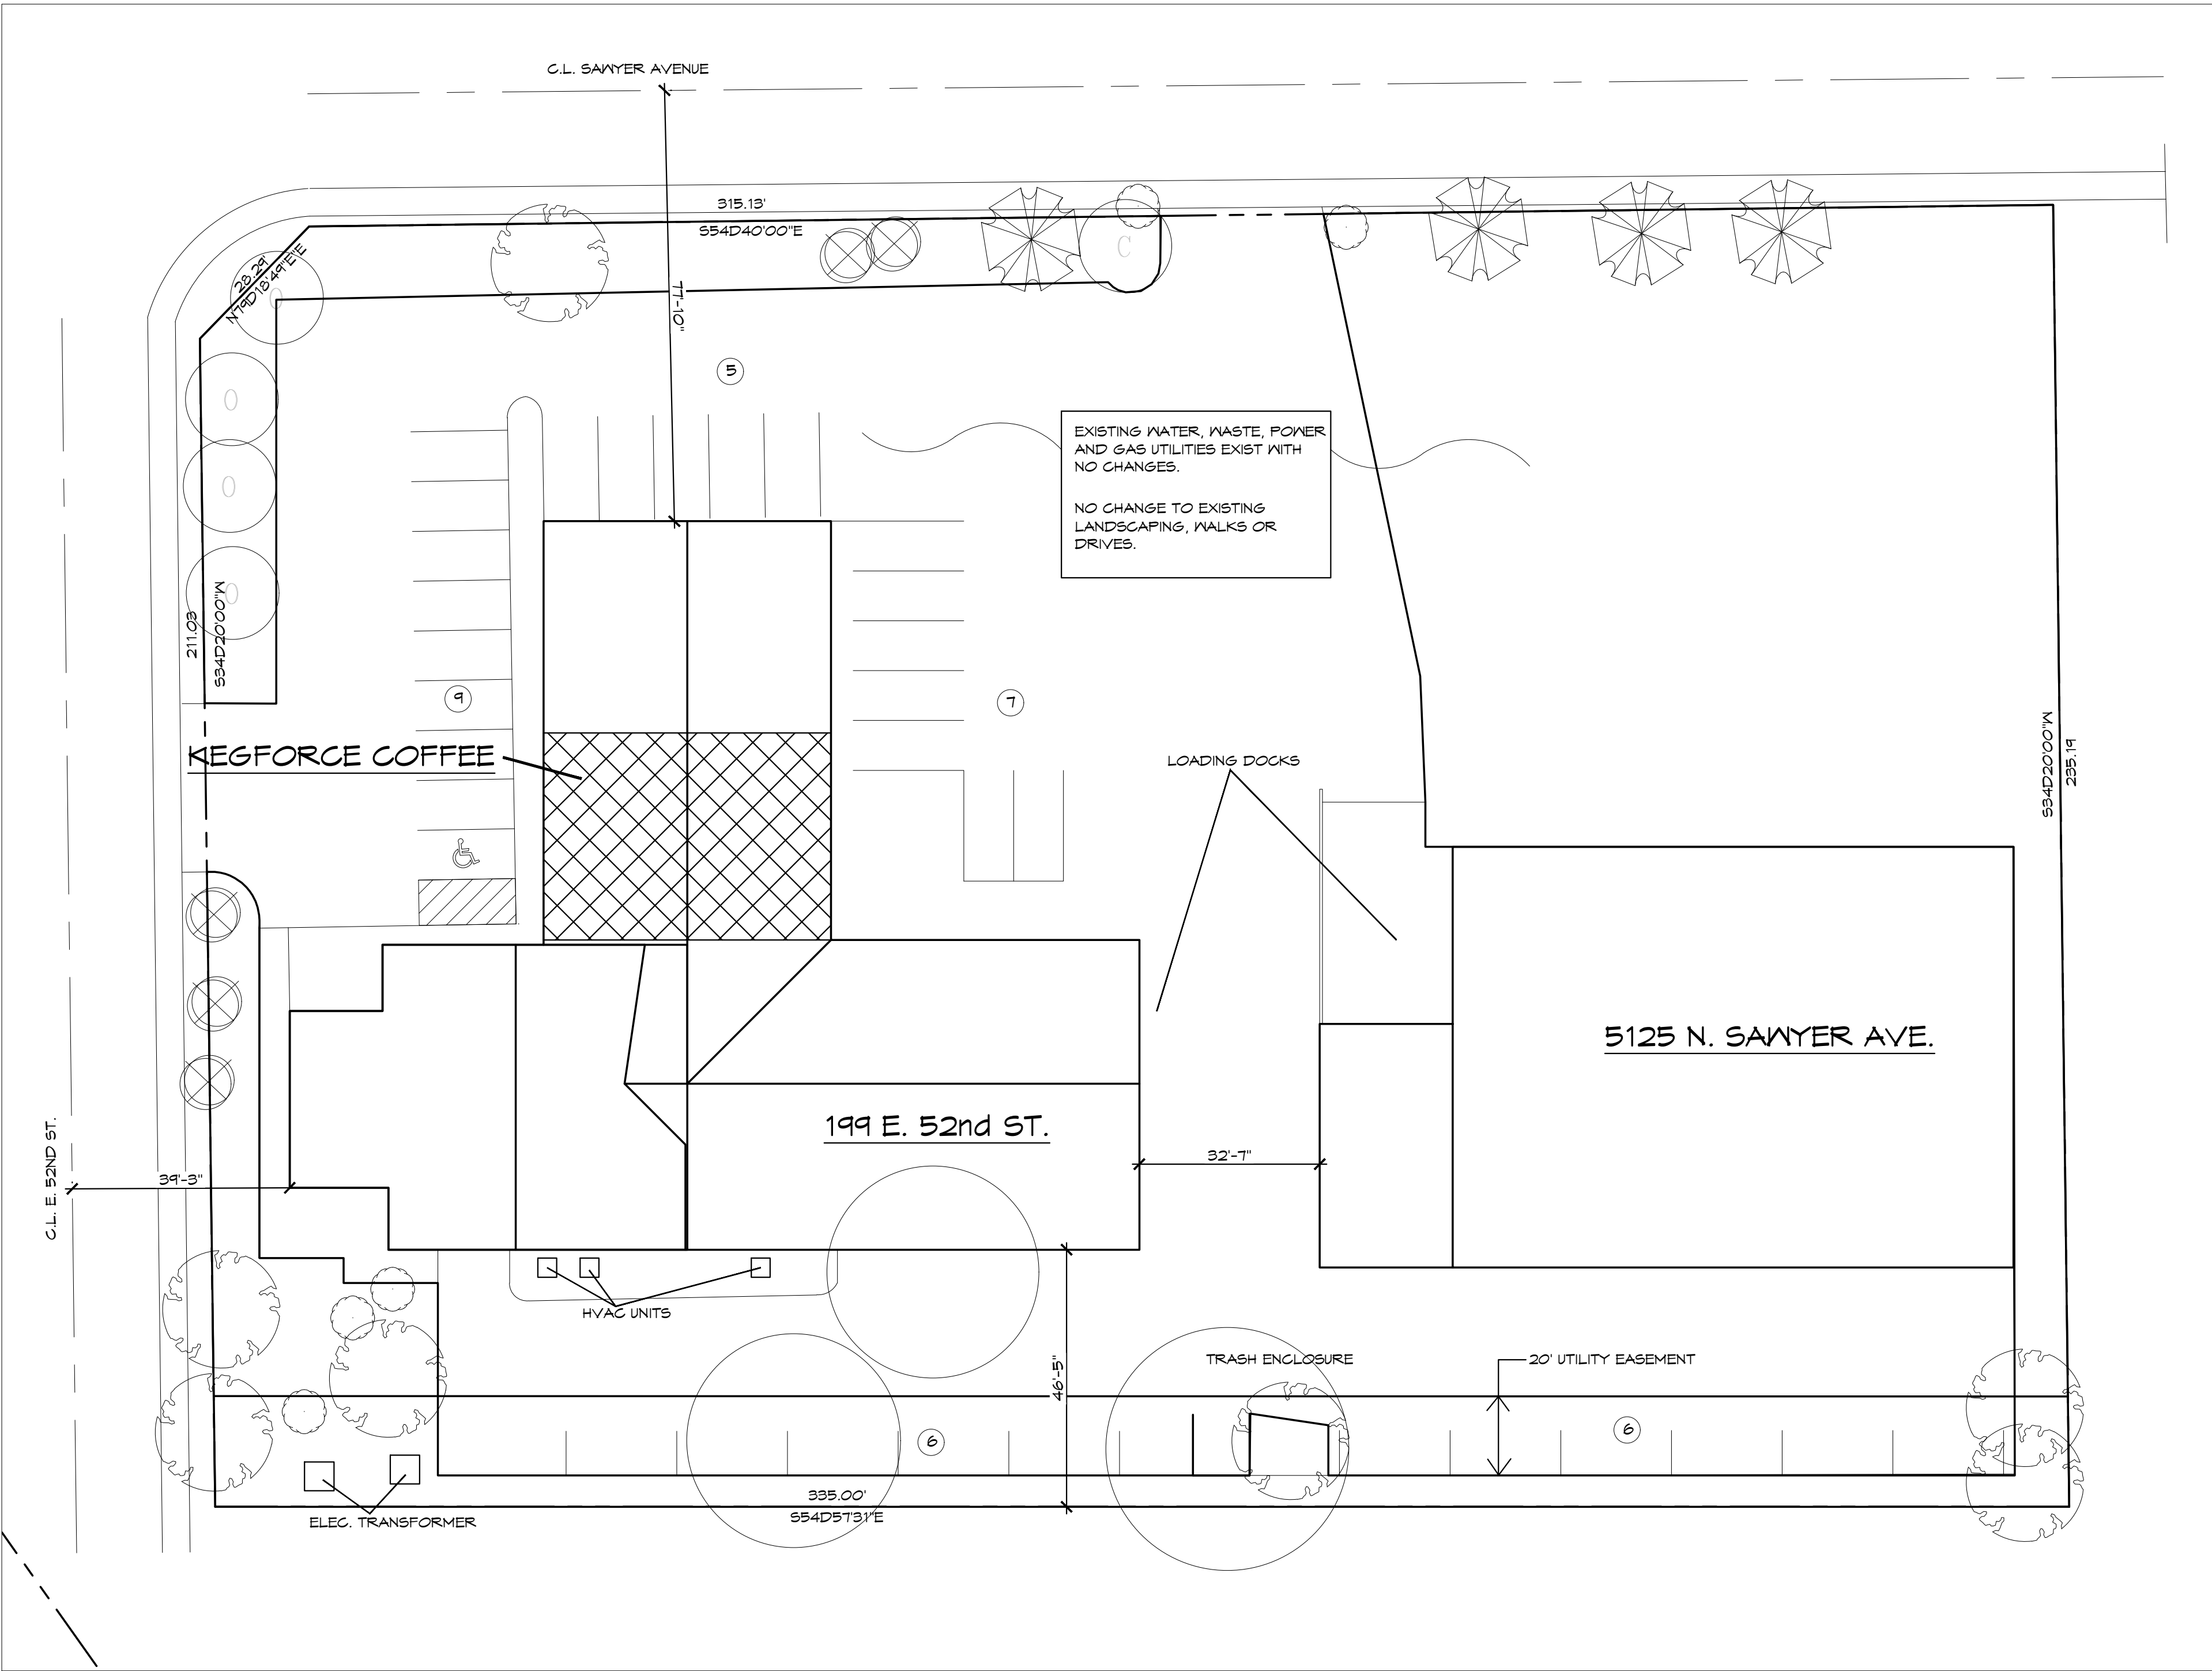 C.L. SAWYER AVENUE
315.13'
S54D40'00"E
28.29'
N79D18'49"E'E
77'-10"
5
EXISTING WATER, WASTE, POWER
AND GAS UTILITIES EXIST WITH
NO CHANGES.
NO CHANGE TO EXISTING
LANDSCAPING, WALKS OR
DRIVES.
211.03
S34D20'00"W
9
7
KEGFORCE COFFEE
LOADING DOCKS
S34D20'00"W
235.19
5125 N. SAWYER AVE.
199 E. 52nd ST.
C.L. E. 52ND ST.
39'-3"
32'-7"
HVAC UNITS
46'-5"
TRASH ENCLOSURE
20' UTILITY EASEMENT
6
6
335.00'
S54D57'31"E
ELEC. TRANSFORMER